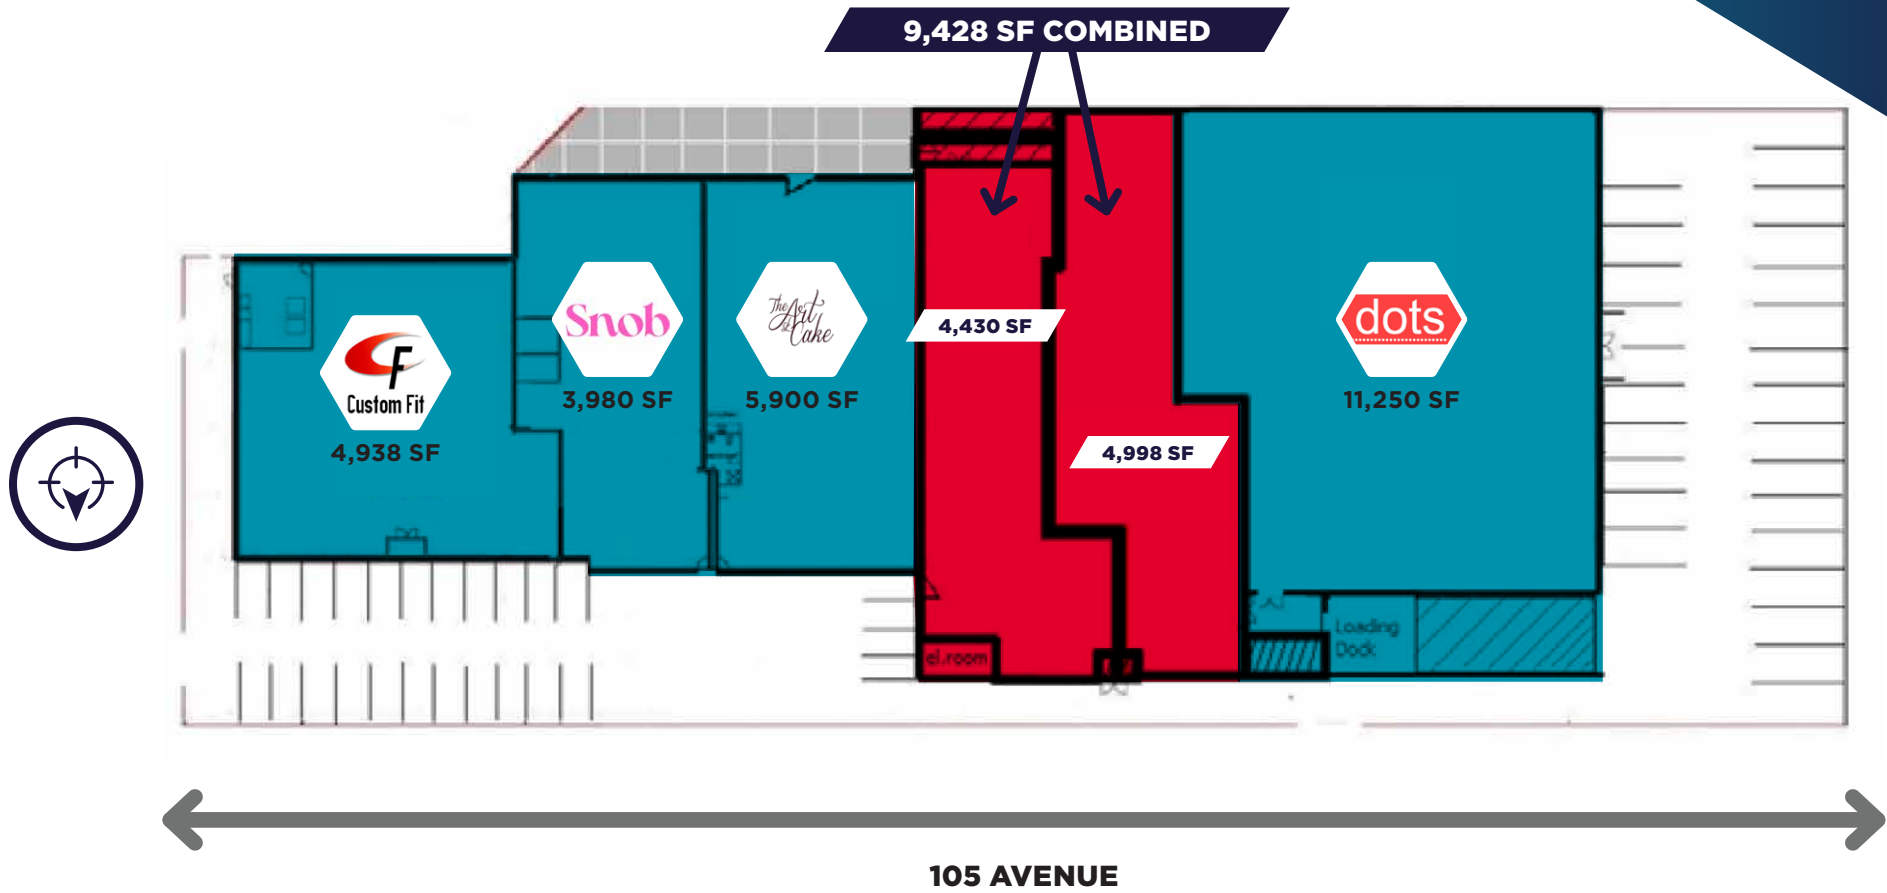 9,428 SF COMBINED
CF
Custom Fit
4,938 SF
Snob
3,980 SF
The Art
& Cake
5,900 SF
4,430 SF
4,998 SF
dots
11,250 SF
el.room
Loading
Dock
105 AVENUE